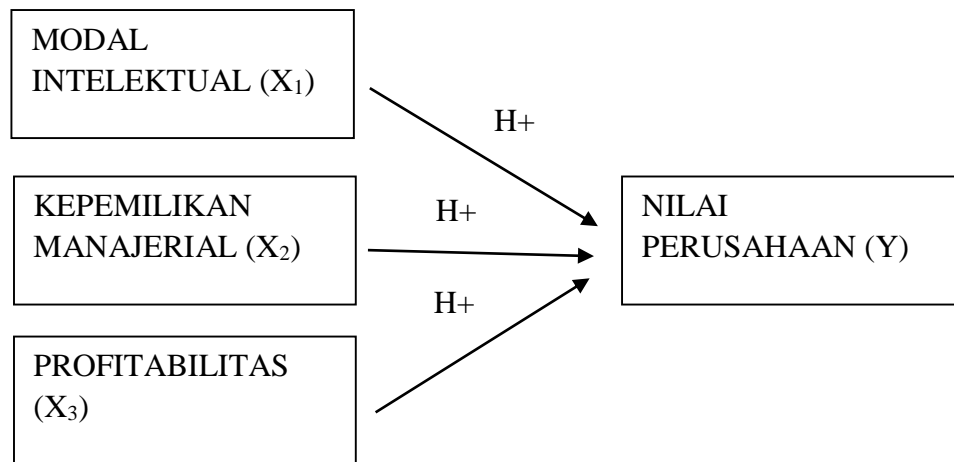 MODAL
INTELEKTUAL (X₁)
H+
KEPEMILIKAN
MANAJERIAL (X₂)
H+
NILAI
PERUSAHAAN (Y)
H+
PROFITABILITAS
(X₃)